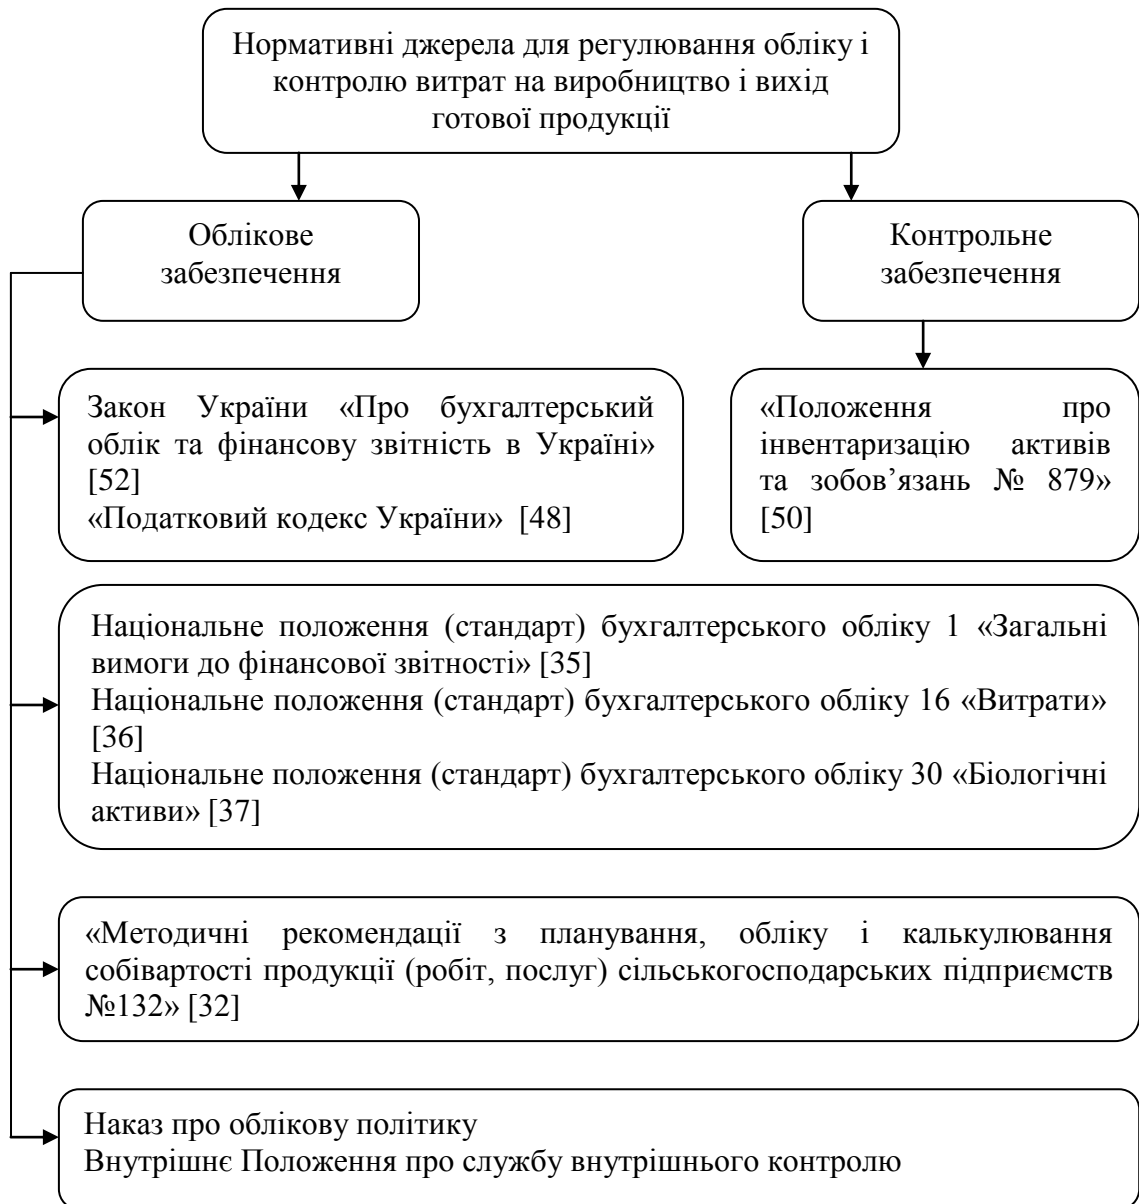 Нормативні джерела для регулювання обліку і
контролю витрат на виробництво і вихід
готової продукції
Облікове
забезпечення
Контрольне
забезпечення
Закон України «Про бухгалтерський
облік та фінансову звітність в Україні»
[52]
«Податковий кодекс України» [48]
«Положення про
інвентаризацію активів
та зобов’язань № 879»
[50]
Національне положення (стандарт) бухгалтерського обліку 1 «Загальні
вимоги до фінансової звітності» [35]
Національне положення (стандарт) бухгалтерського обліку 16 «Витрати»
[36]
Національне положення (стандарт) бухгалтерського обліку 30 «Біологічні
активи» [37]
«Методичні рекомендації з планування, обліку і калькулювання
собівартості продукції (робіт, послуг) сільськогосподарських підприємств
№132» [32]
Наказ про облікову політику
Внутрішнє Положення про службу внутрішнього контролю